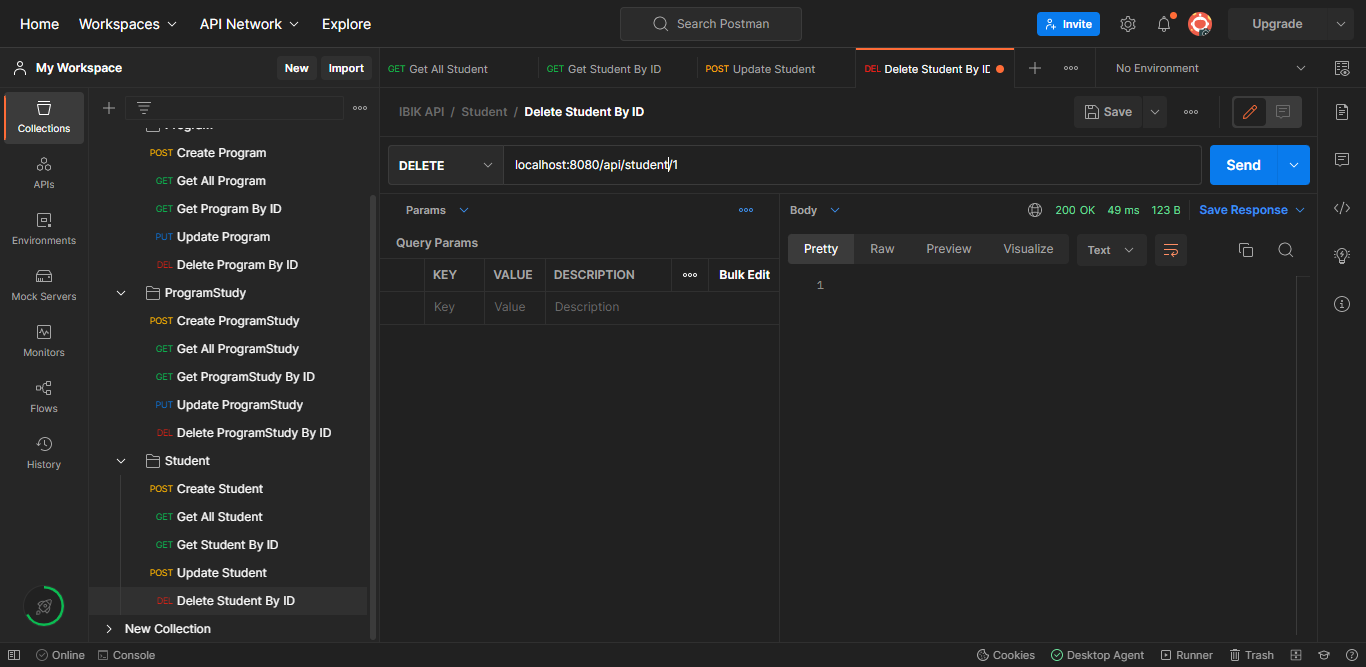 Home Workspaces API Network Explore Search Postman Invite Upgrade
My Workspace New Import
GET Get All Student GET Get Student By ID POST Update Student DEL Delete Student By ID No Environment
Collections
APIs
Environments
Mock Servers
Monitors
Flows
History
Program
POST Create Program
GET Get All Program
GET Get Program By ID
PUT Update Program
DEL Delete Program By ID
ProgramStudy
POST Create ProgramStudy
GET Get All ProgramStudy
GET Get ProgramStudy By ID
PUT Update ProgramStudy
DEL Delete ProgramStudy By ID
Student
POST Create Student
GET Get All Student
GET Get Student By ID
POST Update Student
DEL Delete Student By ID
New Collection
IBIK API / Student / Delete Student By ID Save
DELETE localhost:8080/api/student/1 Send
Params
Query Params
KEY VALUE DESCRIPTION Bulk Edit
Key Value Description
Body 200 OK 49 ms 123 B Save Response
Pretty Raw Preview Visualize Text
1
Online Console Cookies Desktop Agent Runner Trash